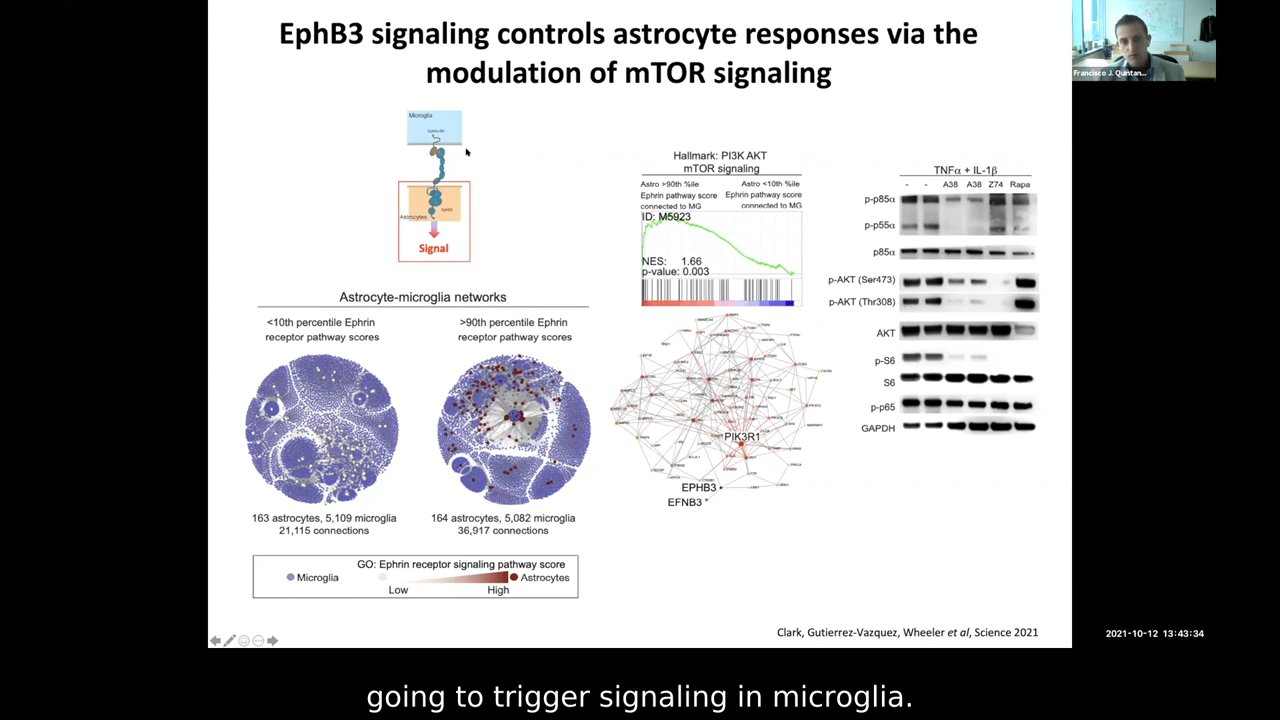 EphB3 signaling controls astrocyte responses via the
modulation of mTOR signaling
Francisco J. Quintan...
Microglia
Ephrin-B3
EphB3
Astrocytes
Signal
Astrocyte-microglia networks
<10th percentile Ephrin
receptor pathway scores
>90th percentile Ephrin
receptor pathway scores
163 astrocytes, 5,109 microglia
21,115 connections
164 astrocytes, 5,082 microglia
36,917 connections
GO: Ephrin receptor signaling pathway score
Microglia
Astrocytes
Low
High
Hallmark: PI3K AKT
mTOR signaling
Astro >90th %ile
Ephrin pathway score
connected to MG
Astro <10th %ile
Ephrin pathway score
connected to MG
ID: M5923
NES: 1.66
p-value: 0.003
PIK3R1
EPHB3
EFNB3
TNFα + IL-1β
- - A38 A38 Z74 Rapa
p-p85α
p-p55α
p85α
p-AKT (Ser473)
p-AKT (Thr308)
AKT
p-S6
S6
p-p65
GAPDH
Clark, Gutierrez-Vazquez, Wheeler et al, Science 2021
2021-10-12 13:43:34
going to trigger signaling in microglia.